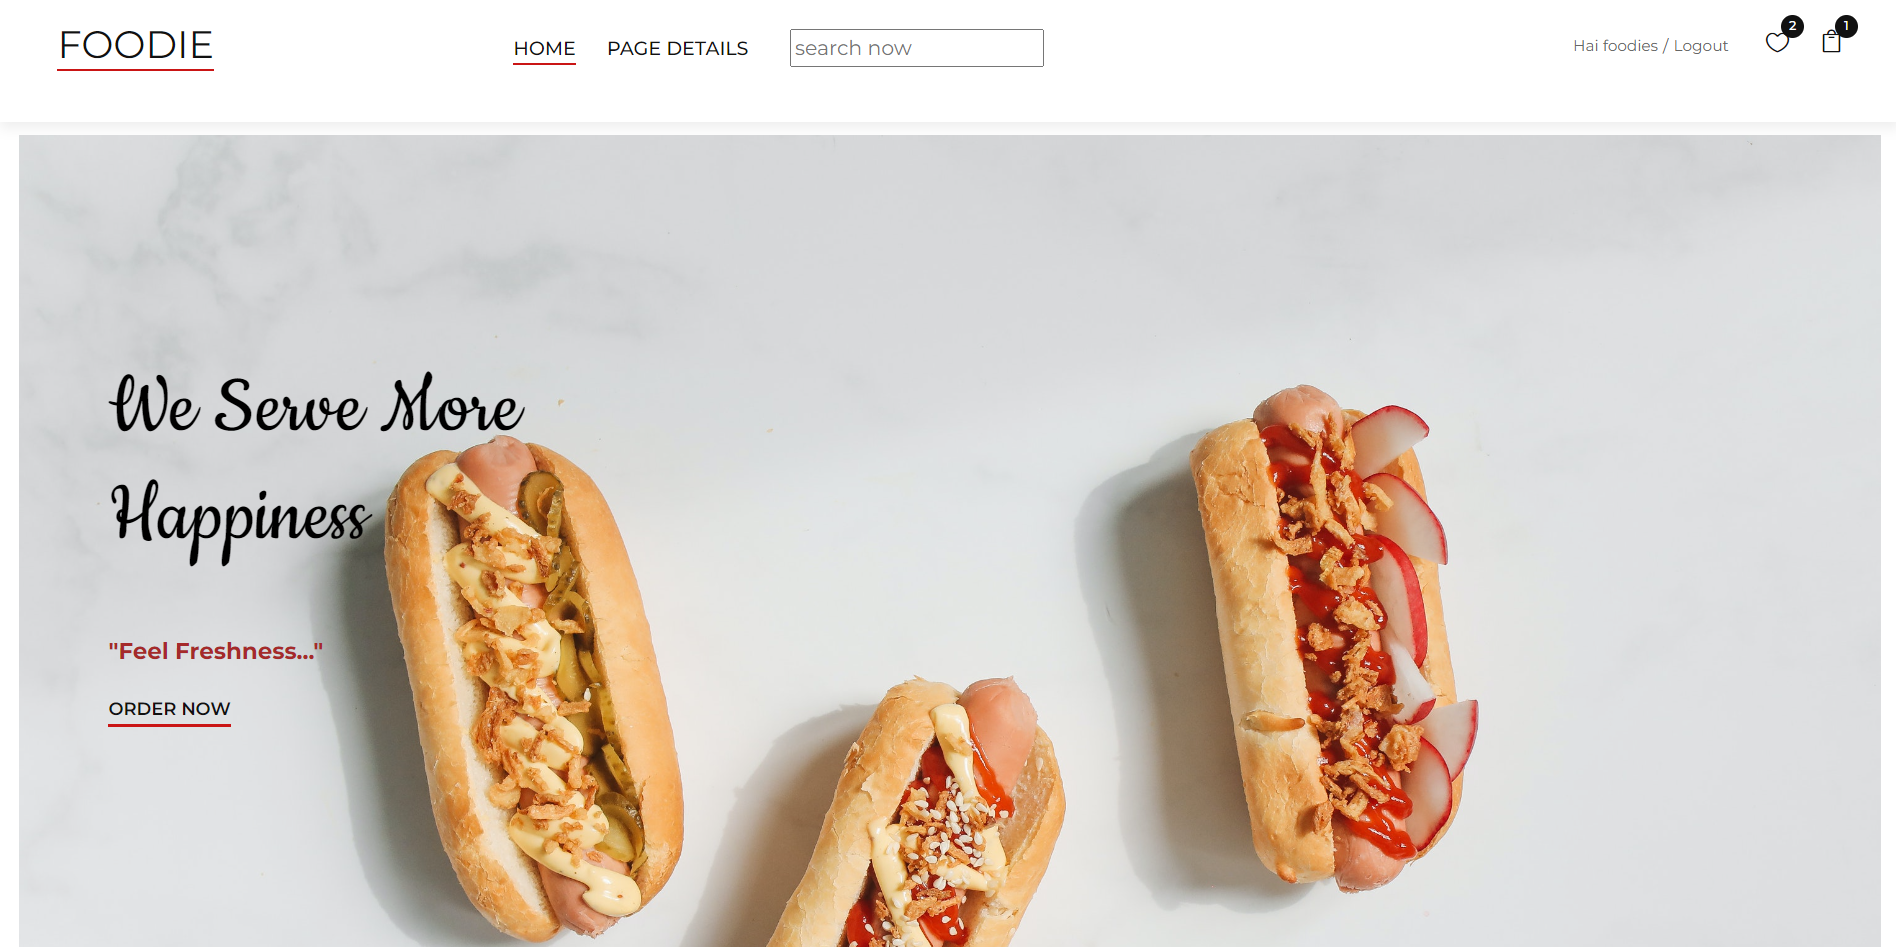 FOODIE
HOME
PAGE DETAILS
search now
Hai foodies / Logout
2
1
We Serve More
Happiness
"Feel Freshness..."
ORDER NOW